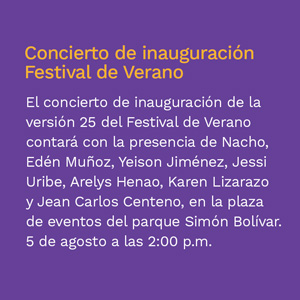 Concierto de inauguración
Festival de Verano
El concierto de inauguración de la
versión 25 del Festival de Verano
contará con la presencia de Nacho,
Edén Muñoz, Yeison Jiménez, Jessi
Uribe, Arelys Henao, Karen Lizarazo
y Jean Carlos Centeno, en la plaza
de eventos del parque Simón Bolívar.
5 de agosto a las 2:00 p.m.